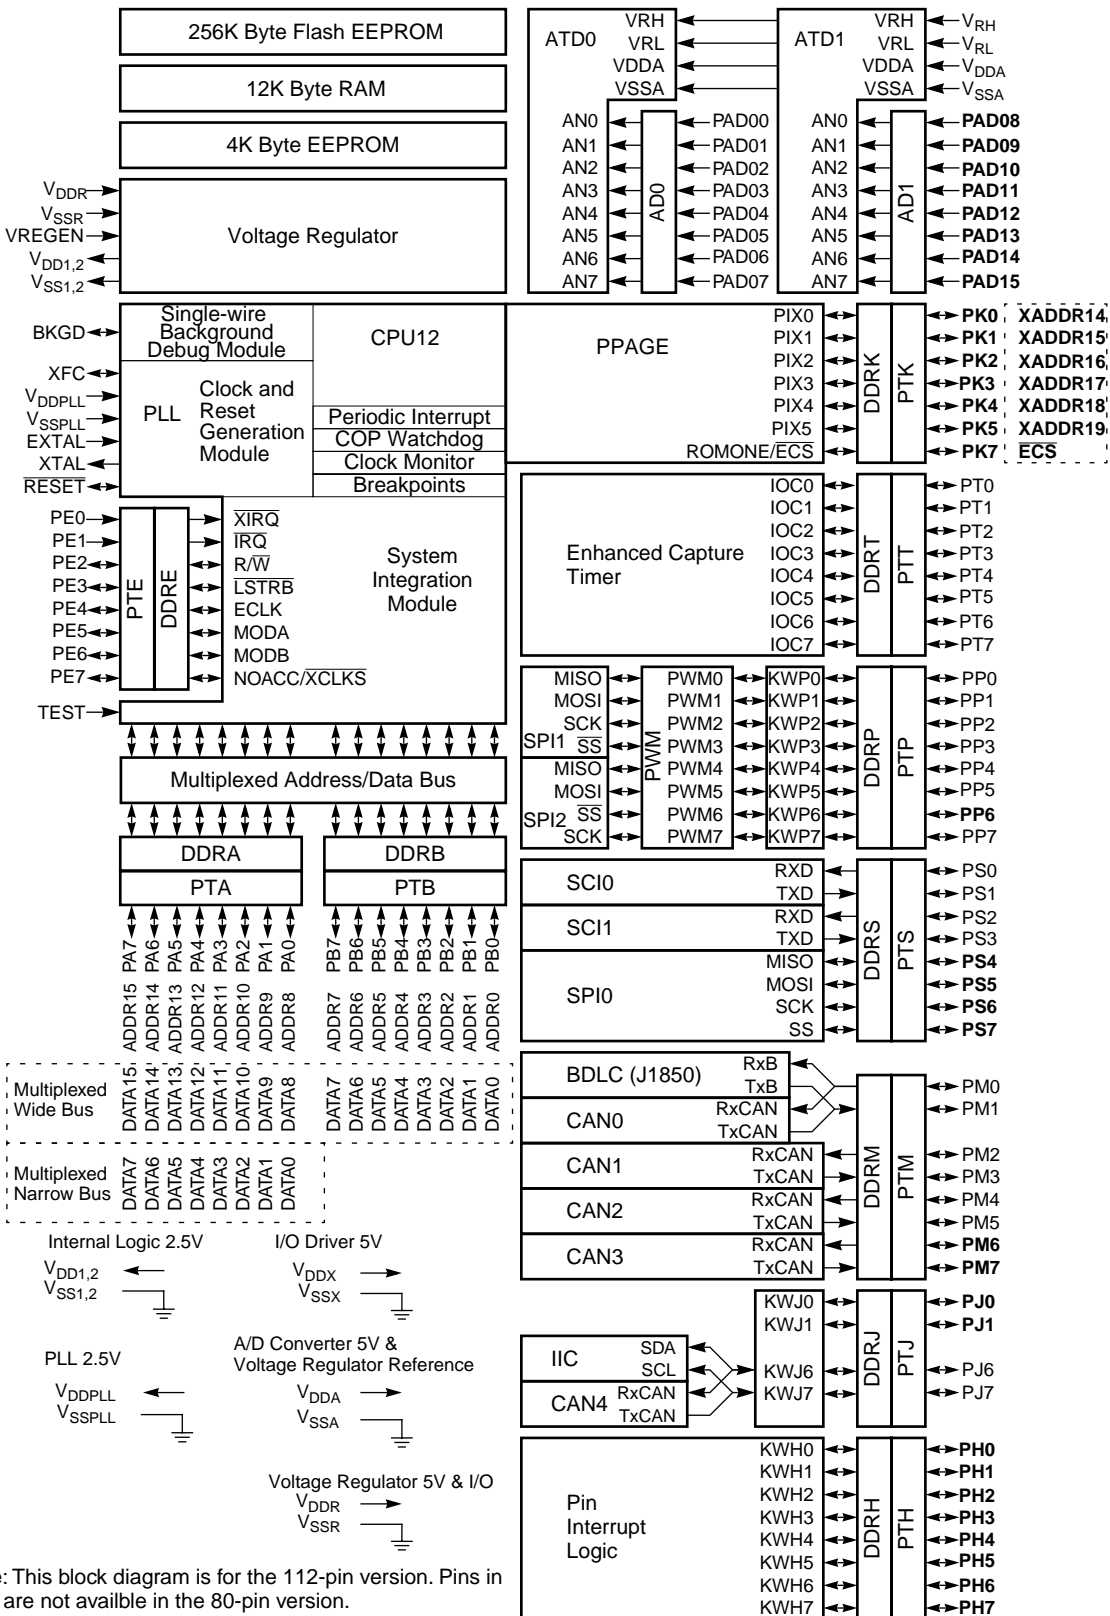 256K Byte Flash EEPROM
12K Byte RAM
4K Byte EEPROM
VDDR
VSSR
VREGEN
VDD1,2
VSS1,2
Voltage Regulator
BKGD
XFC
VDDPLL
VSSPLL
EXTAL
XTAL
RESET
Single-wire
Background
Debug Module
CPU12
PLL
Clock and
Reset
Generation
Module
Periodic Interrupt
COP Watchdog
Clock Monitor
Breakpoints
PE0
PE1
PE2
PE3
PE4
PE5
PE6
PE7
TEST
PTE
DDRE
XIRQ
IRQ
R/W
LSTRB
ECLK
MODA
MODB
NOACC/XCLKS
System
Integration
Module
Multiplexed Address/Data Bus
DDRA
DDRB
PTA
PTB
PA7 PA6 PA5 PA4 PA3 PA2 PA1 PA0
PB7 PB6 PB5 PB4 PB3 PB2 PB1 PB0
ADDR15 ADDR14 ADDR13 ADDR12 ADDR11 ADDR10 ADDR9 ADDR8
ADDR7 ADDR6 ADDR5 ADDR4 ADDR3 ADDR2 ADDR1 ADDR0
Multiplexed
Wide Bus
DATA15 DATA14 DATA13 DATA12 DATA11 DATA10 DATA9 DATA8
DATA7 DATA6 DATA5 DATA4 DATA3 DATA2 DATA1 DATA0
Multiplexed
Narrow Bus
DATA7 DATA6 DATA5 DATA4 DATA3 DATA2 DATA1 DATA0
Internal Logic 2.5V
VDD1,2
VSS1,2
I/O Driver 5V
VDDX
VSSX
PLL 2.5V
VDDPLL
VSSPLL
A/D Converter 5V &
Voltage Regulator Reference
VDDA
VSSA
Voltage Regulator 5V & I/O
VDDR
VSSR
: This block diagram is for the 112-pin version. Pins in
are not availble in the 80-pin version.
ATD0
VRH
VRL
VDDA
VSSA
AN0
AN1
AN2
AN3
AN4
AN5
AN6
AN7
AD0
PAD00
PAD01
PAD02
PAD03
PAD04
PAD05
PAD06
PAD07
ATD1
VRH
VRL
VDDA
VSSA
VRH
VRL
VDDA
VSSA
AN0
AN1
AN2
AN3
AN4
AN5
AN6
AN7
AD1
PAD08
PAD09
PAD10
PAD11
PAD12
PAD13
PAD14
PAD15
PPAGE
PIX0
PIX1
PIX2
PIX3
PIX4
PIX5
ROMONE/ECS
DDRK
PTK
PK0 XADDR14
PK1 XADDR15
PK2 XADDR16
PK3 XADDR17
PK4 XADDR18
PK5 XADDR19
PK7 ECS
Enhanced Capture
Timer
IOC0
IOC1
IOC2
IOC3
IOC4
IOC5
IOC6
IOC7
DDRT
PTT
PT0
PT1
PT2
PT3
PT4
PT5
PT6
PT7
SPI1
MISO
MOSI
SCK
SS
SPI2
MISO
MOSI
SS
SCK
PWM
PWM0
PWM1
PWM2
PWM3
PWM4
PWM5
PWM6
PWM7
KWP0
KWP1
KWP2
KWP3
KWP4
KWP5
KWP6
KWP7
DDRP
PTP
PP0
PP1
PP2
PP3
PP4
PP5
PP6
PP7
SCI0
RXD
TXD
SCI1
RXD
TXD
SPI0
MISO
MOSI
SCK
SS
DDRS
PTS
PS0
PS1
PS2
PS3
PS4
PS5
PS6
PS7
BDLC (J1850)
RxB
TxB
CAN0
RxCAN
TxCAN
CAN1
RxCAN
TxCAN
CAN2
RxCAN
TxCAN
CAN3
RxCAN
TxCAN
DDRM
PTM
PM0
PM1
PM2
PM3
PM4
PM5
PM6
PM7
IIC
SDA
SCL
CAN4
RxCAN
TxCAN
KWJ0
KWJ1
KWJ6
KWJ7
DDRJ
PTJ
PJ0
PJ1
PJ6
PJ7
Pin
Interrupt
Logic
KWH0
KWH1
KWH2
KWH3
KWH4
KWH5
KWH6
KWH7
DDRH
PTH
PH0
PH1
PH2
PH3
PH4
PH5
PH6
PH7